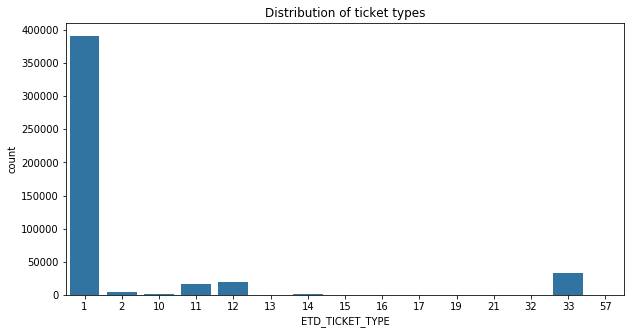 Distribution of ticket types
count
400000
350000
300000
250000
200000
150000
100000
50000
0
1 2 10 11 12 13 14 15 16 17 19 21 32 33 57
ETD_TICKET_TYPE